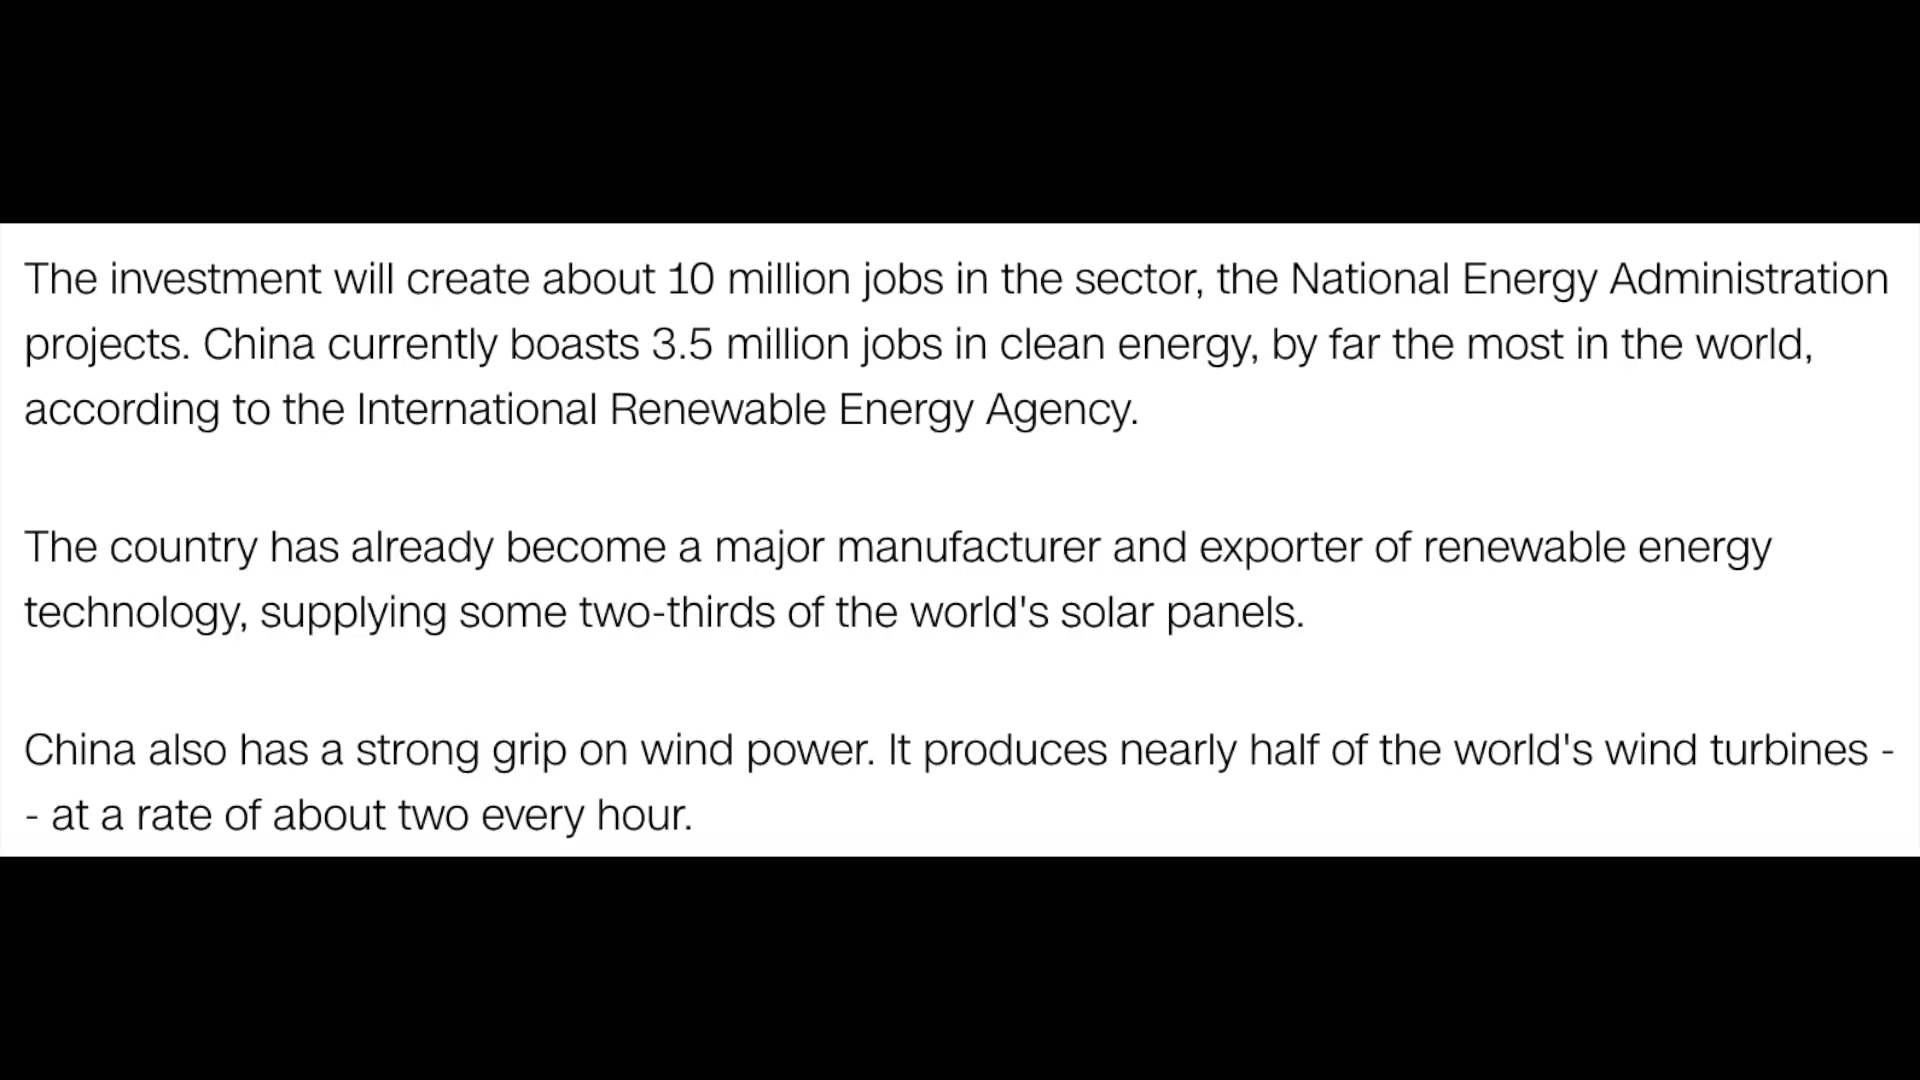 The investment will create about 10 million jobs in the sector, the National Energy Administration
projects. China currently boasts 3.5 million jobs in clean energy, by far the most in the world,
according to the International Renewable Energy Agency.
The country has already become a major manufacturer and exporter of renewable energy
technology, supplying some two-thirds of the world's solar panels.
China also has a strong grip on wind power. It produces nearly half of the world's wind turbines -
- at a rate of about two every hour.